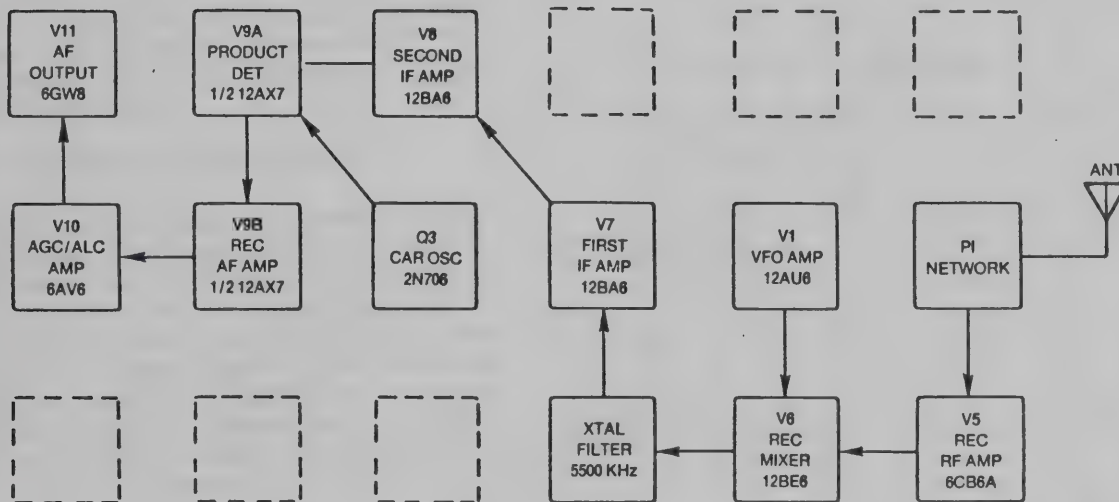 V11
AF
OUTPUT
6GW8
V9A
PRODUCT
DET
1/2 12AX7
V8
SECOND
IF AMP
12BA6
ANT
V10
AGC/ALC
AMP
6AV6
V9B
REC
AF AMP
1/2 12AX7
Q3
CAR OSC
2N706
V7
FIRST
IF AMP
12BA6
V1
VFO AMP
12AU6
PI
NETWORK
XTAL
FILTER
5500 KHz
V6
REC
MIXER
12BE6
V5
REC
RF AMP
6CB6A